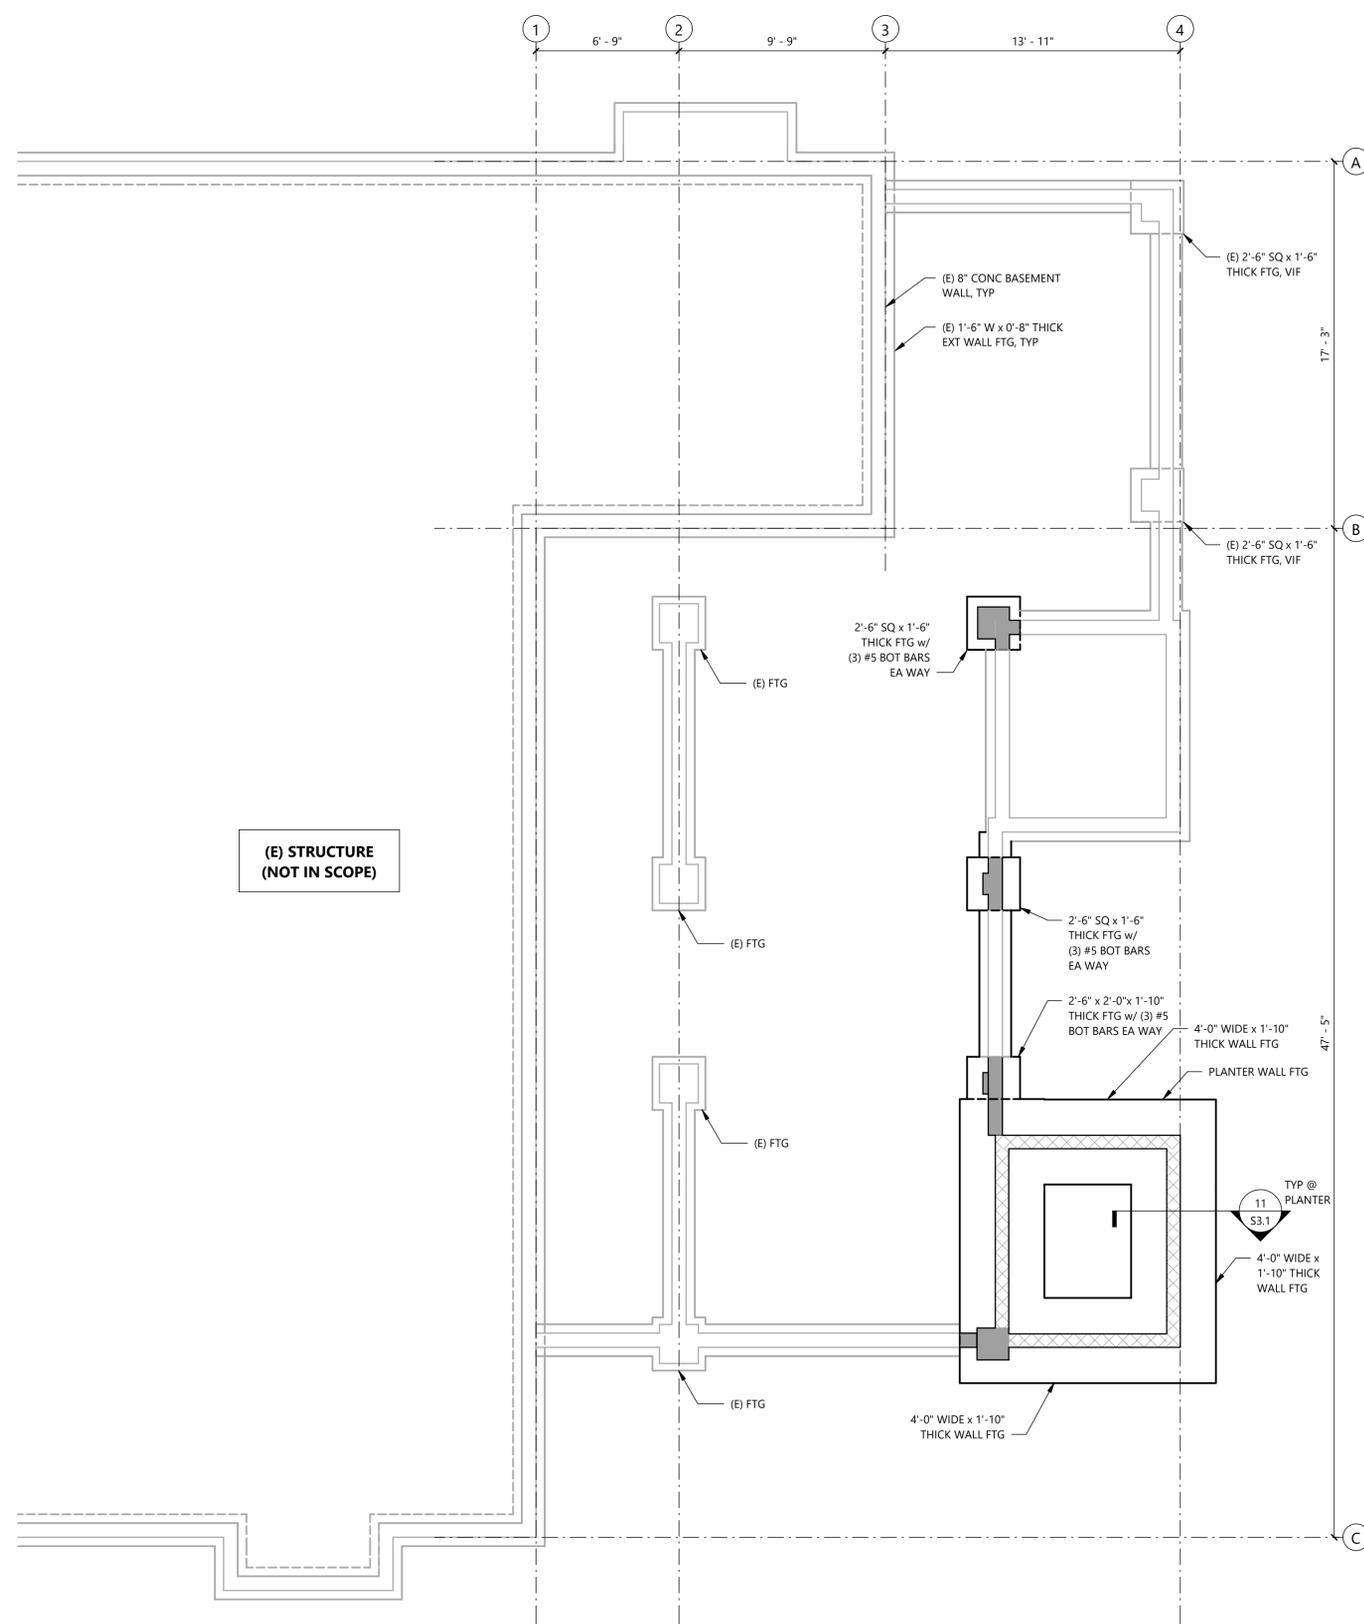 1
2
3
4
6' - 9"
9' - 9"
13' - 11"
A
(E) 2'-6" SQ x 1'-6"
THICK FTG, VIF
(E) 8" CONC BASEMENT
WALL, TYP
(E) 1'-6" W x 0'-8" THICK
EXT WALL FTG, TYP
17' - 3"
B
(E) 2'-6" SQ x 1'-6"
THICK FTG, VIF
2'-6" SQ x 1'-6"
THICK FTG w/
(3) #5 BOT BARS
EA WAY
(E) FTG
(E) STRUCTURE
(NOT IN SCOPE)
(E) FTG
2'-6" SQ x 1'-6"
THICK FTG w/
(3) #5 BOT BARS
EA WAY
2'-6" x 2'-0"x 1'-10"
THICK FTG w/ (3) #5
BOT BARS EA WAY
4'-0" WIDE x 1'-10"
THICK WALL FTG
47' - 5"
PLANTER WALL FTG
(E) FTG
TYP @
PLANTER
11
S3.1
4'-0" WIDE x
1'-10" THICK
WALL FTG
(E) FTG
4'-0" WIDE x 1'-10"
THICK WALL FTG
C